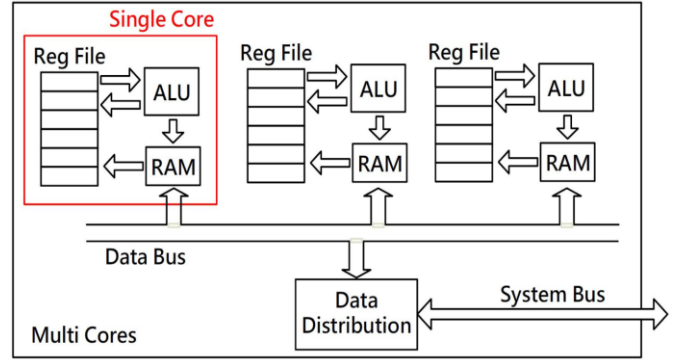 Single Core
Reg File
Reg File
Reg File
ALU
ALU
ALU
RAM
RAM
RAM
Data Bus
Data
Distribution
System Bus
Multi Cores